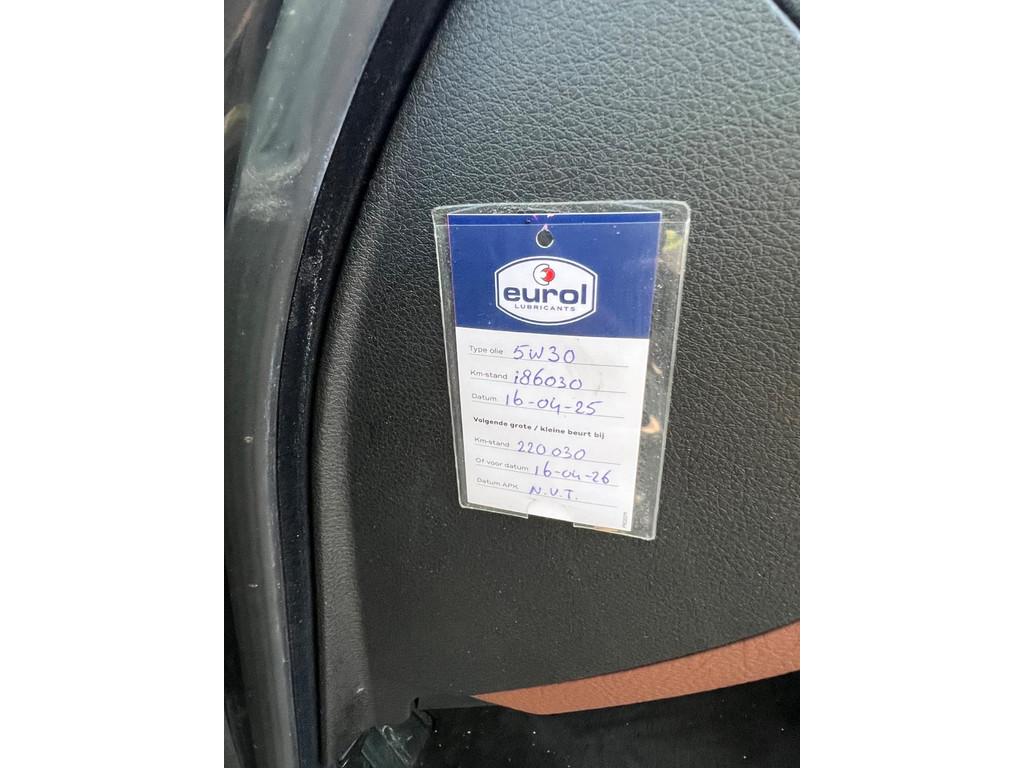 eurol
LUBRICANTS
Type olie 5W30
Km-stand 186030
Datum 16-04-25
Volgende grote / kleine beurt bij
Km-stand 220 030
Of voor datum 16-04-26
Datum APK N.V.T.